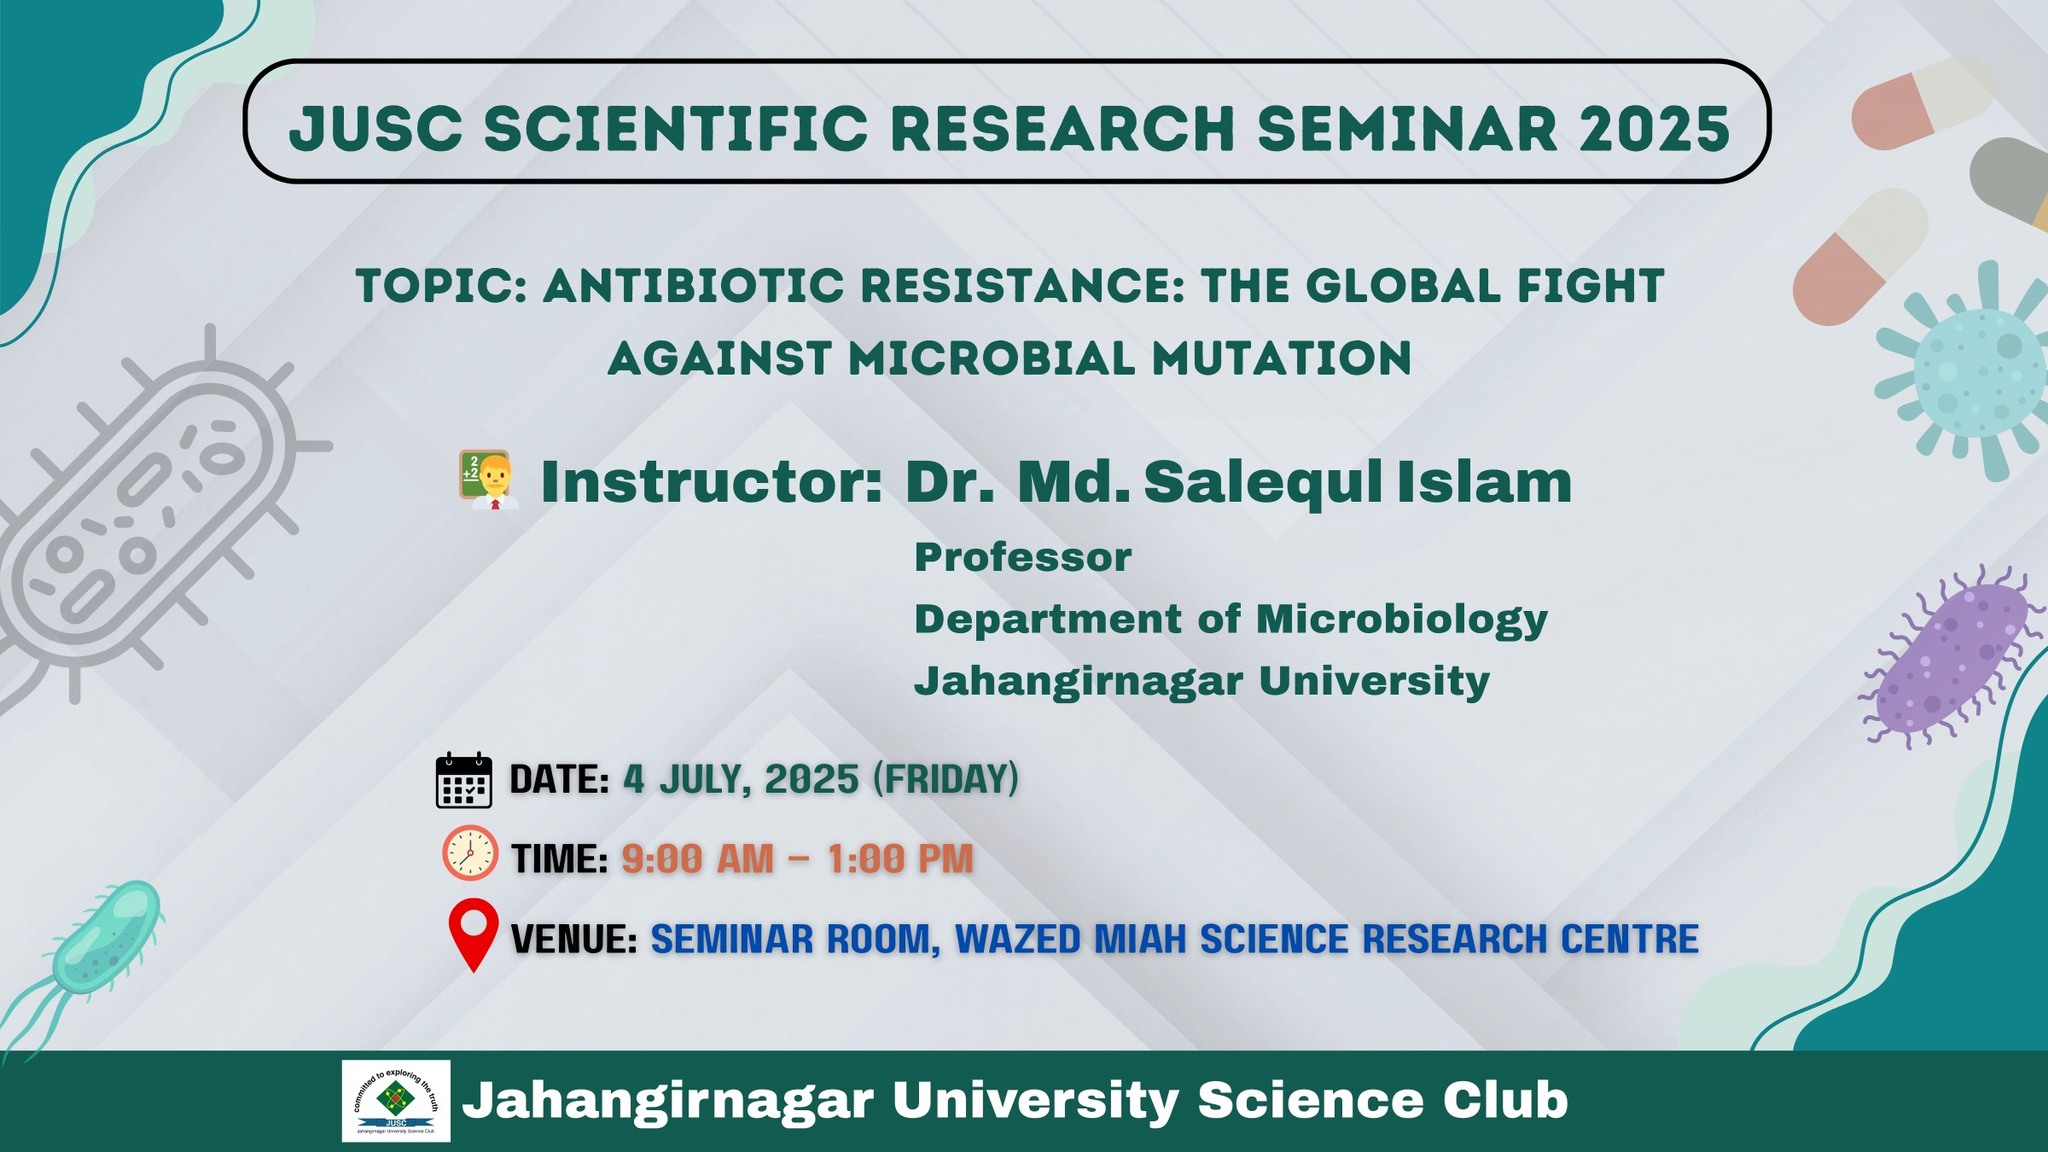 JUSC SCIENTIFIC RESEARCH SEMINAR 2025
TOPIC: ANTIBIOTIC RESISTANCE: THE GLOBAL FIGHT
AGAINST MICROBIAL MUTATION
2
+2
Instructor: Dr. Md. Salequl Islam
Professor
Department of Microbiology
Jahangirnagar University
DATE: 4 JULY, 2025 (FRIDAY)
TIME: 9:00 AM – 1:00 PM
VENUE: SEMINAR ROOM, WAZED MIAH SCIENCE RESEARCH CENTRE
committed to exploring the truth
JUSC
Jahangirnagar University Science Club
Jahangirnagar University Science Club